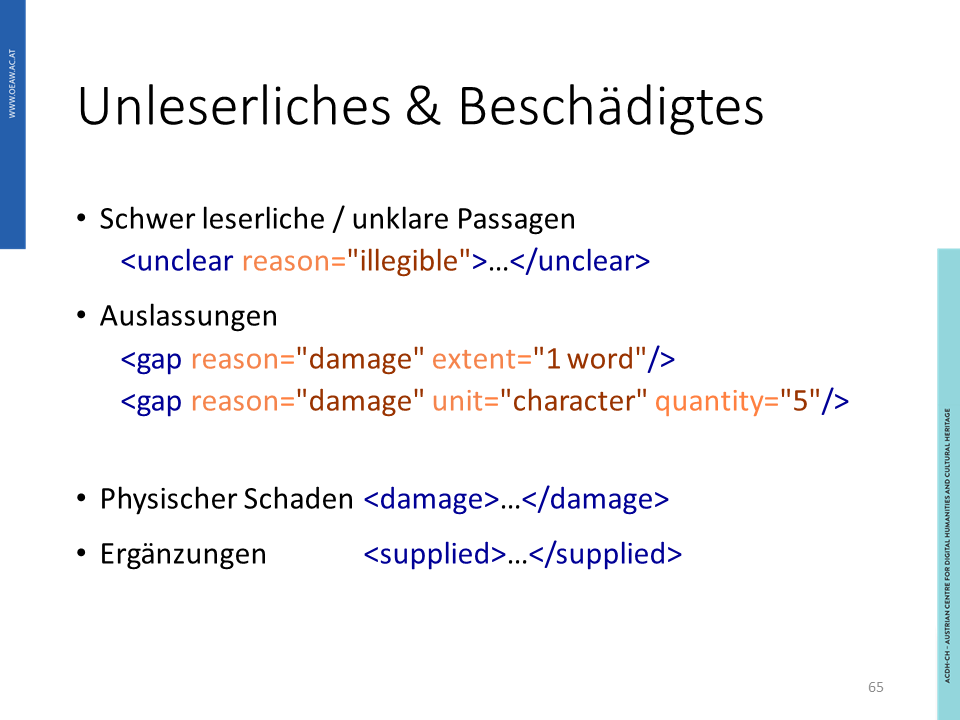 WWW.OEAW.AC.AT
Unleserliches & Beschädigtes
• Schwer leserliche / unklare Passagen
<unclear reason="illegible">…</unclear>
• Auslassungen
<gap reason="damage" extent="1 word"/>
<gap reason="damage" unit="character" quantity="5"/>
• Physischer Schaden <damage>…</damage>
• Ergänzungen <supplied>…</supplied>
ACDH-CH – AUSTRIAN CENTRE FOR DIGITAL HUMANITIES AND CULTURAL HERITAGE
65